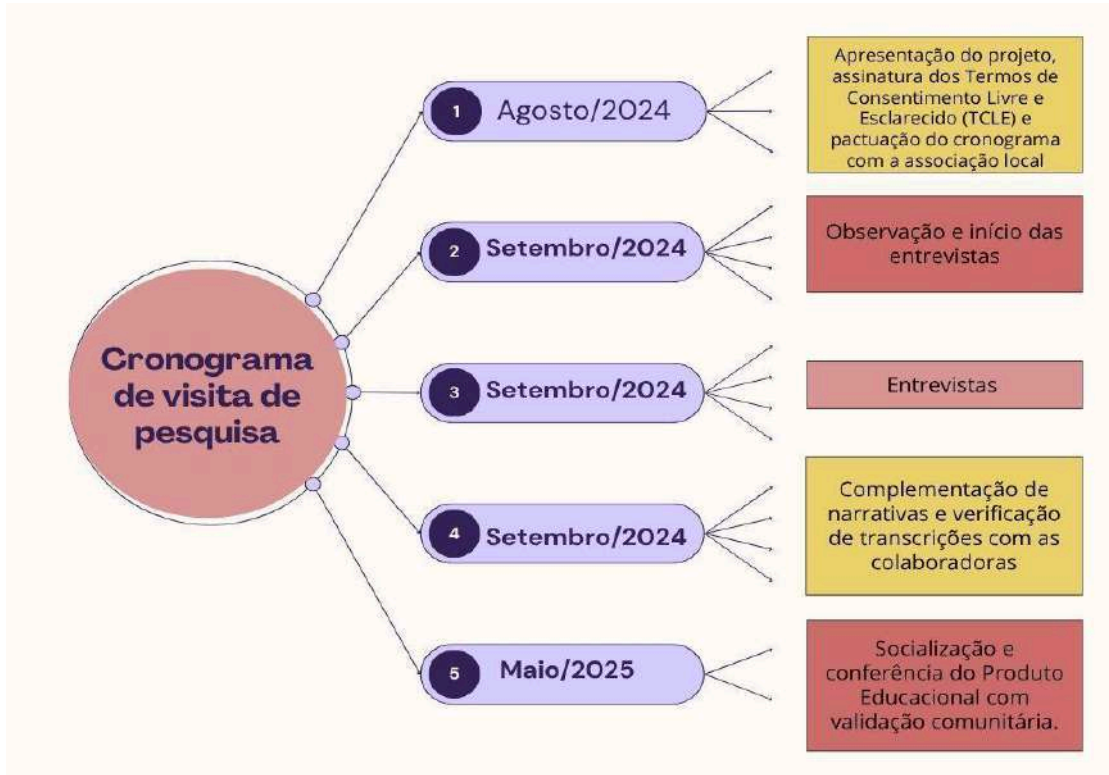 Cronograma
de visita de
pesquisa
1 Agosto/2024
Apresentação do projeto,
assinatura dos Termos de
Consentimento Livre e
Esclarecido (TCLE) e
pactuação do cronograma
com a associação local
2 Setembro/2024
Observação e início das
entrevistas
3 Setembro/2024
Entrevistas
4 Setembro/2024
Complementação de
narrativas e verificação
de transcrições com as
colaboradoras
5 Maio/2025
Socialização e
conferência do Produto
Educacional com
validação comunitária.